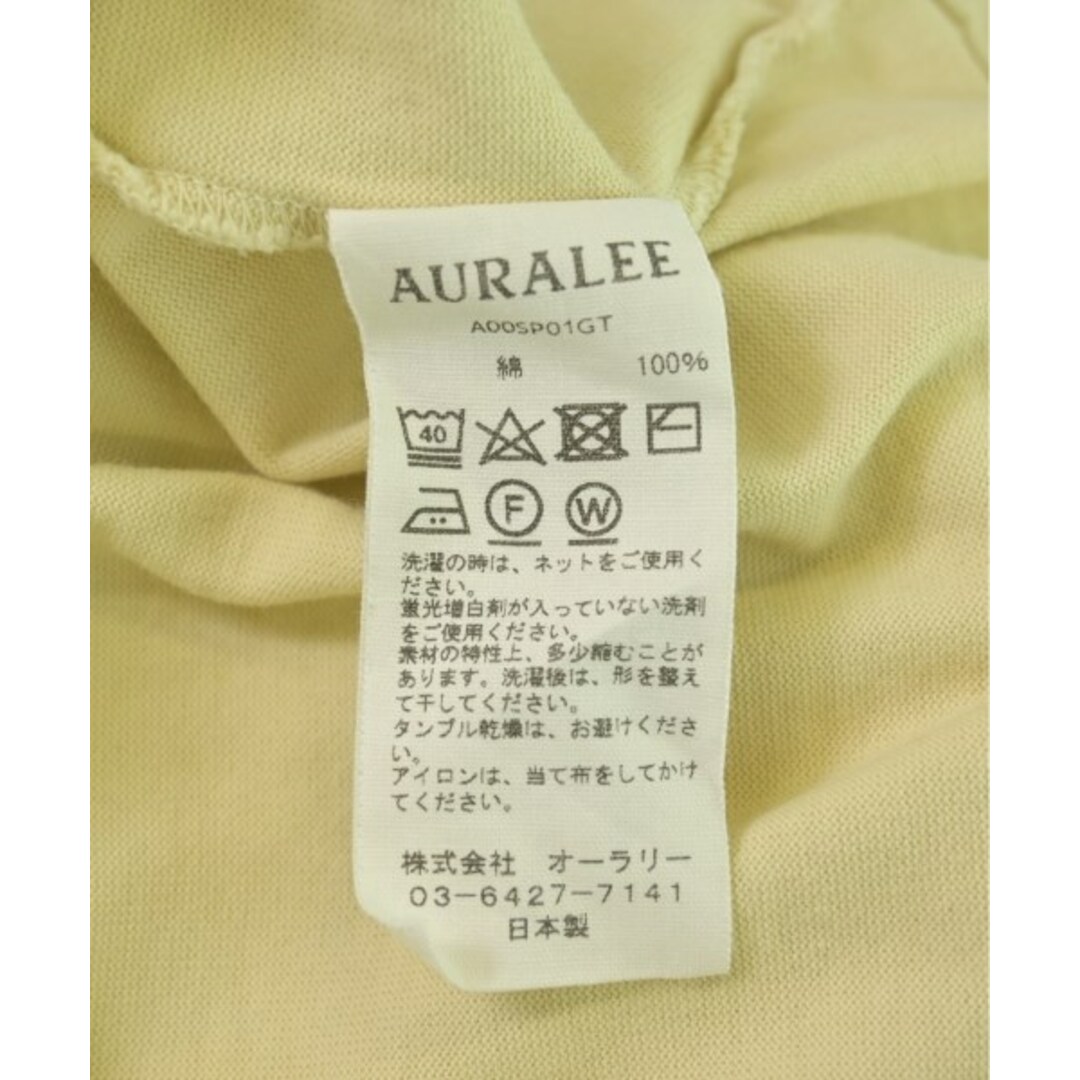 AURALEE
A00SP01GT
綿 100%
40
F W
洗濯の時は、ネットをご使用く
ださい。
蛍光増白剤が入っていない洗剤
をご使用ください。
素材の特性上、多少縮むことが
あります。洗濯後は、形を整え
て干してください。
タンブル乾燥は、お避けくださ
い。
アイロンは、当て布をしてかけ
てください。
株式会社 オーラリー
03-6427-7141
日本製